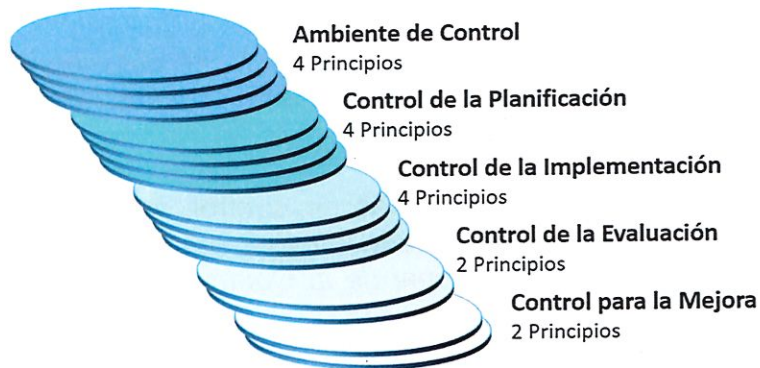 Ambiente de Control
4 Principios
Control de la Planificación
4 Principios
Control de la Implementación
4 Principios
Control de la Evaluación
2 Principios
Control para la Mejora
2 Principios